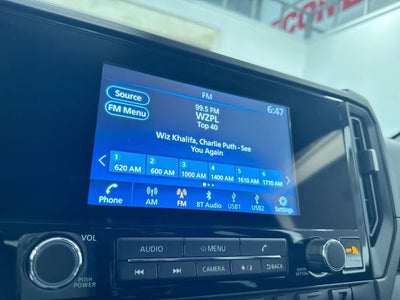 ECON
FM
6:47
Source
FM Menu
99.5 FM
WZPL
Top 40
Wiz Khalifa, Charlie Puth - See
You Again
1 2 3 4 5 6
620 AM 600 AM 1000 AM 1400 AM 1610 AM 1710 AM
Phone AM FM BT Audio USB1 USB2 Settings
VOL
PUSH
POWER
AUDIO MENU
CAMERA BACK